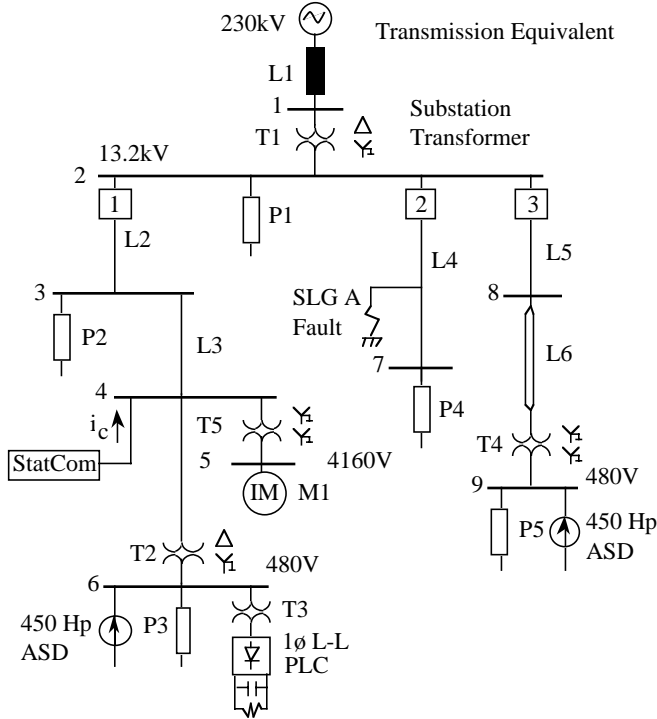 230kV
Transmission Equivalent
L1
1
Substation
Transformer
T1
13.2kV
2
1
2
3
P1
L2
L4
L5
SLG A
Fault
8
3
P2
L3
L6
7
4
P4
i_c
T5
T4
StatCom
5
4160V
IM
M1
9
480V
P5
450 Hp
ASD
T2
480V
6
450 Hp
ASD
P3
T3
1ø L-L
PLC